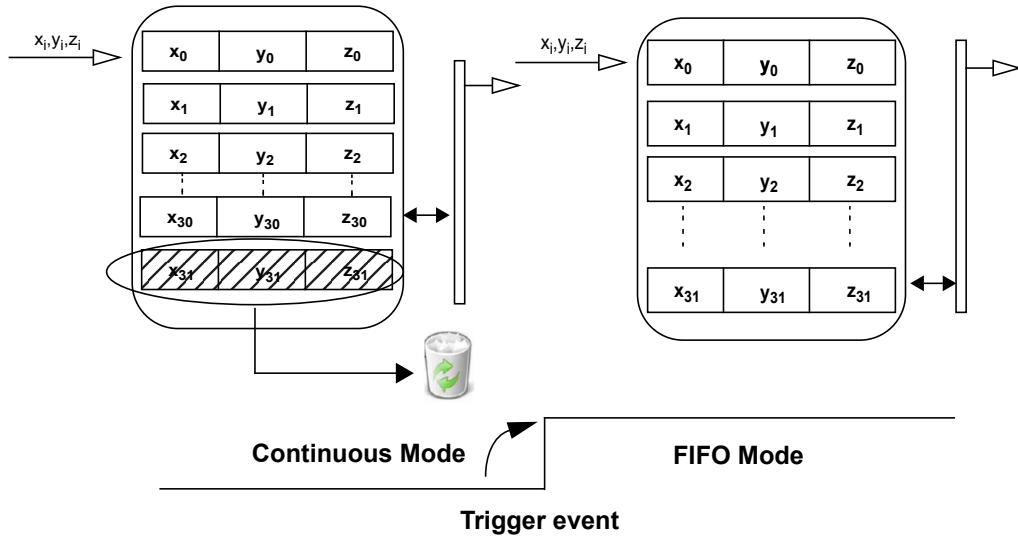 xᵢ,yᵢ,zᵢ
x₀ y₀ z₀
x₁ y₁ z₁
x₂ y₂ z₂
x₃₀ y₃₀ z₃₀
x₃₁ y₃₁ z₃₁
xᵢ,yᵢ,zᵢ
x₀ y₀ z₀
x₁ y₁ z₁
x₂ y₂ z₂
x₃₁ y₃₁ z₃₁
Continuous Mode
FIFO Mode
Trigger event